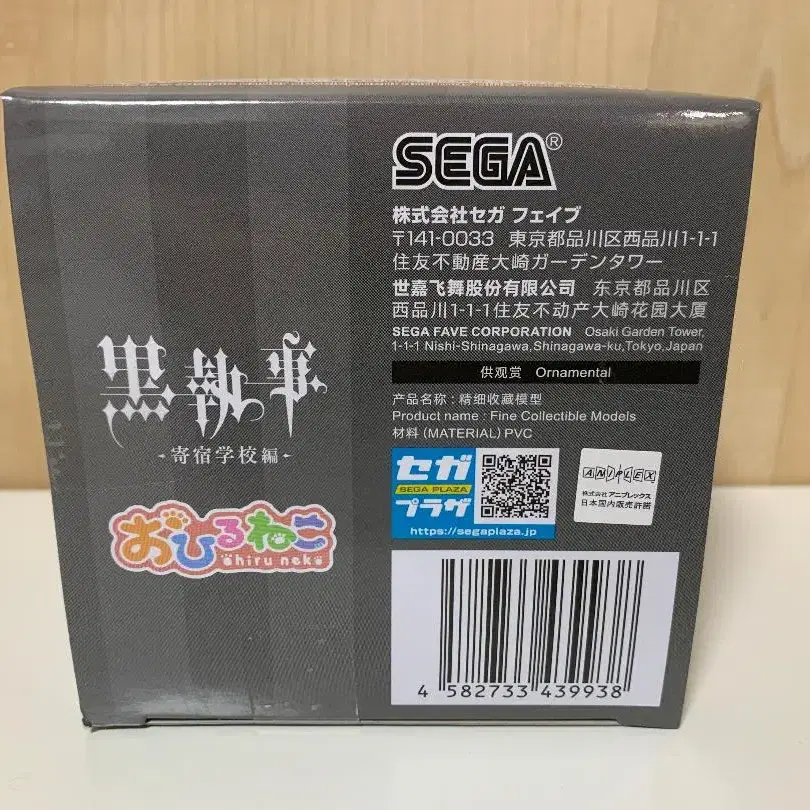 黒執事
-寄宿学校編-
おひるねこ
ohiru neko
SEGA®
株式会社セガ フェイブ
〒141-0033 東京都品川区西品川1-1-1
住友不動産大崎ガーデンタワー
世嘉飞舞股份有限公司 东京都品川区
西品川1-1-1住友不动产大崎花园大厦
SEGA FAVE CORPORATION Osaki Garden Tower,
1-1-1 Nishi-Shinagawa,Shinagawa-ku,Tokyo,Japan
供观赏 Ornamental
产品名称:精细收藏模型
Product name : Fine Collectible Models
材料(MATERIAL)PVC
セガ
SEGA PLAZA
プラザ
https://segaplaza.jp
ANIPLEX
株式会社アニプレックス
日本国内販売許諾
4 582733 439938